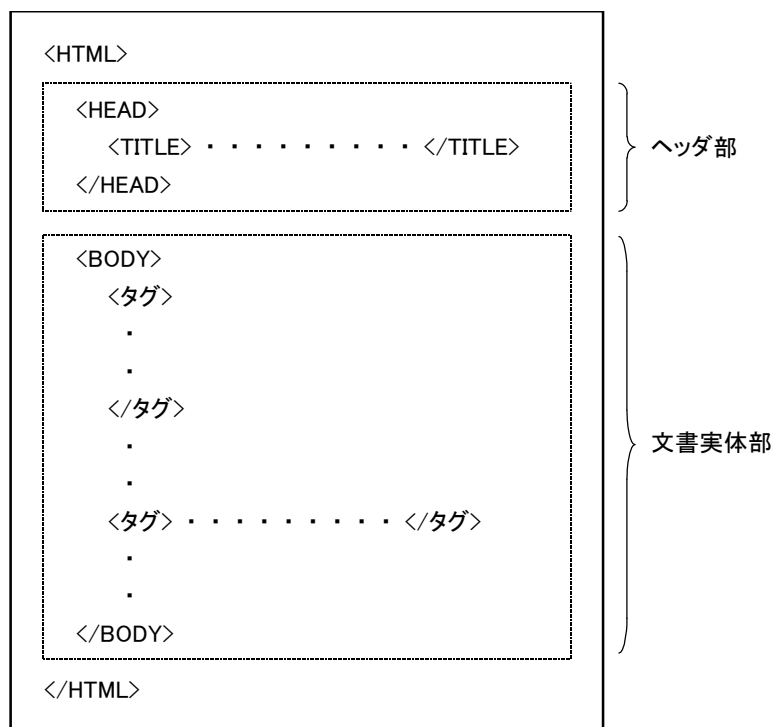 <HTML>
<HEAD>
<TITLE> ・ ・ ・ ・ ・ ・ ・ ・ ・ </TITLE>
</HEAD>
ヘッダ部
<BODY>
<タグ>
・
・
</タグ>
・
・
<タグ> ・ ・ ・ ・ ・ ・ ・ ・ ・ </タグ>
・
・
</BODY>
文書実体部
</HTML>